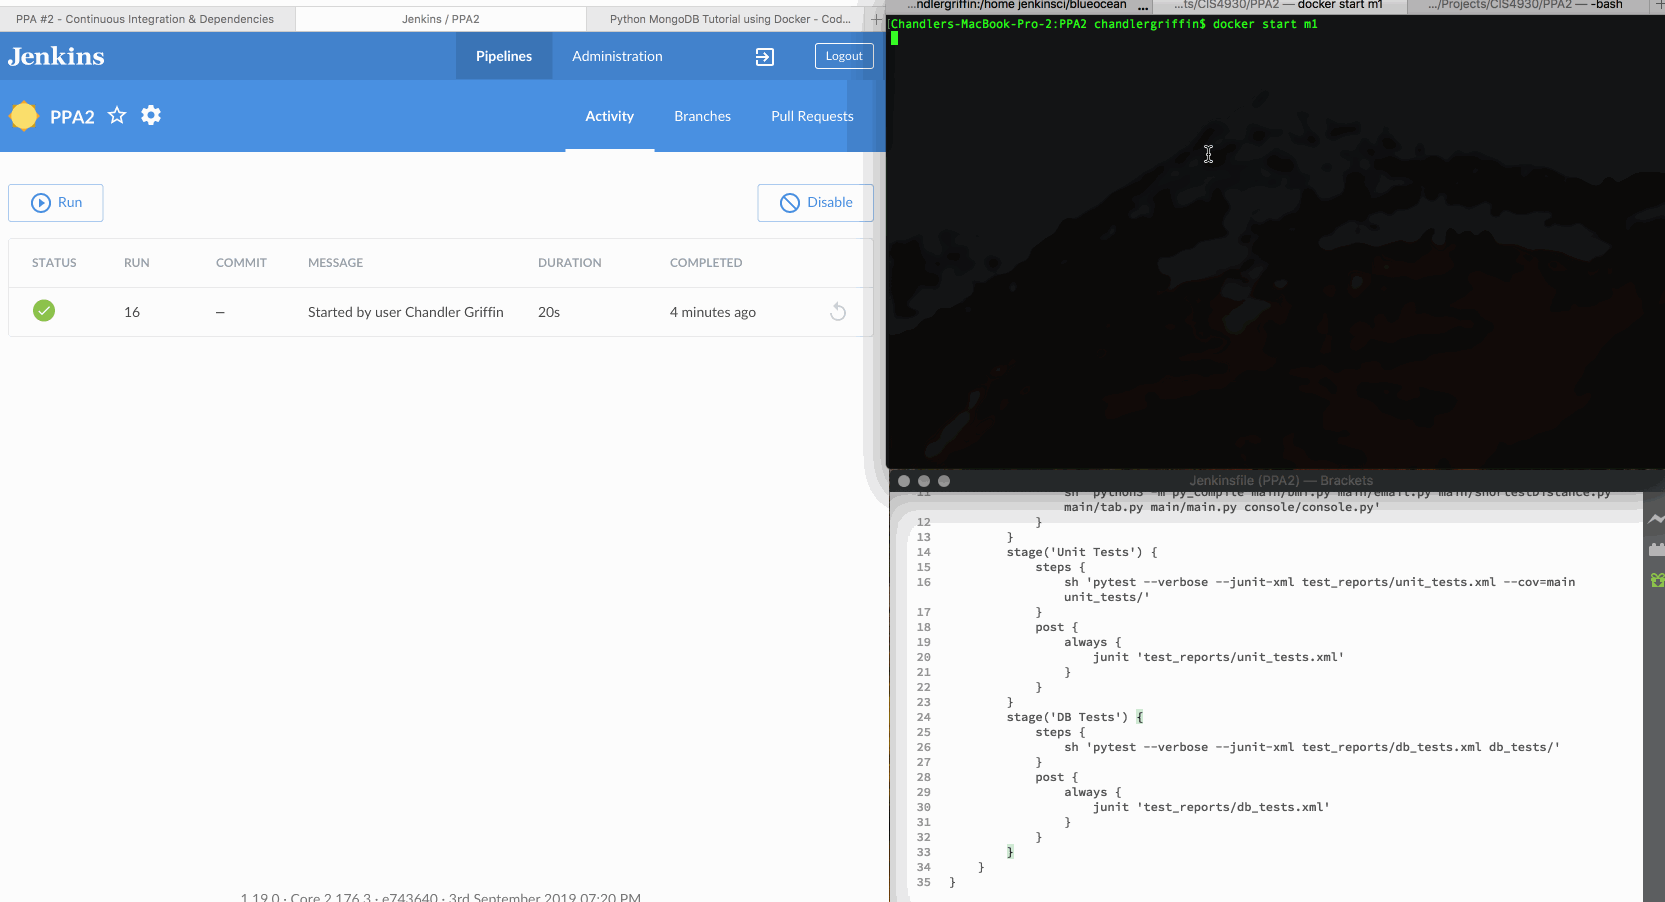 PPA #2 - Continuous Integration & Dependencies
Jenkins / PPA2
Python MongoDB Tutorial using Docker - Cod...
Jenkins
Pipelines
Administration
Logout
PPA2
Activity
Branches
Pull Requests
Run
Disable
STATUS RUN COMMIT MESSAGE DURATION COMPLETED
16 — Started by user Chandler Griffin 20s 4 minutes ago
1.19.0 · Core 2.176.3 · e743640 · 3rd September 2019 07:20 PM
...ndlergriffin:/home jenkinsci/blueocean ...
...ts/CIS4930/PPA2 — docker start m1
.../Projects/CIS4930/PPA2 — -bash
[Chandlers-MacBook-Pro-2:PPA2 chandlergriffin$ docker start m1
Jenkinsfile (PPA2) — Brackets
11 sh 'python3 -m py_compile main/bmi.py main/email.py main/shortestDistance.py
main/tab.py main/main.py console/console.py'
12 }
13 }
14 stage('Unit Tests') {
15 steps {
16 sh 'pytest --verbose --junit-xml test_reports/unit_tests.xml --cov=main
unit_tests/'
17 }
18 post {
19 always {
20 junit 'test_reports/unit_tests.xml'
21 }
22 }
23 }
24 stage('DB Tests') {
25 steps {
26 sh 'pytest --verbose --junit-xml test_reports/db_tests.xml db_tests/'
27 }
28 post {
29 always {
30 junit 'test_reports/db_tests.xml'
31 }
32 }
33 }
34 }
35 }